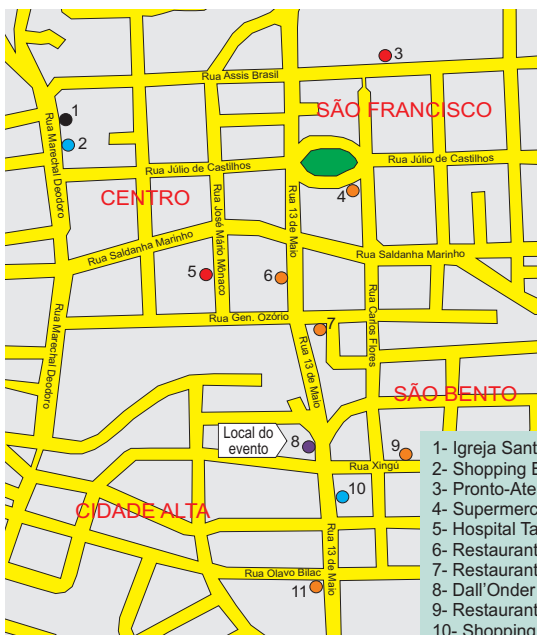 3
Rua Assis Brasil
SÃO FRANCISCO
1
2
Rua Marechal Deodoro
Rua Júlio de Castilhos
Rua Júlio de Castilhos
CENTRO
4
Rua José Mário Mônaco
Rua 13 de Maio
Rua Saldanha Marinho
Rua Saldanha Marinho
5
6
Rua Carlos Flores
Rua Gen. Ozório
7
Rua Marechal Deodoro
Rua 13 de Maio
SÃO BENTO
Local do
evento
8
9
Rua Xingú
10
CIDADE ALTA
Rua 13 de Maio
Rua Olavo Bilac
11
1- Igreja Sant
2- Shopping
3- Pronto-Ate
4- Supermerc
5- Hospital Ta
6- Restaurant
7- Restaurant
8- Dall'Onder
9- Restaurant
10- Shopping